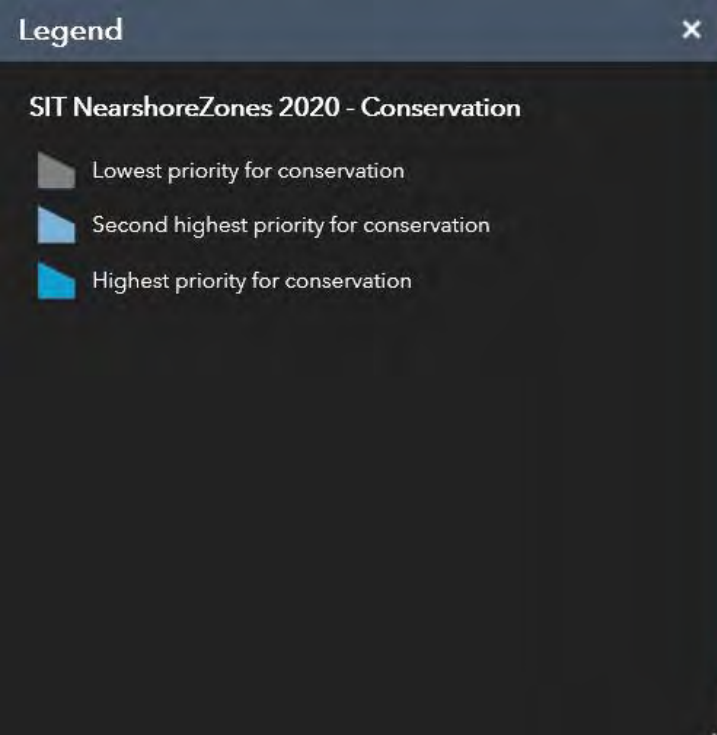 Legend
SIT NearshoreZones 2020 - Conservation
Lowest priority for conservation
Second highest priority for conservation
Highest priority for conservation